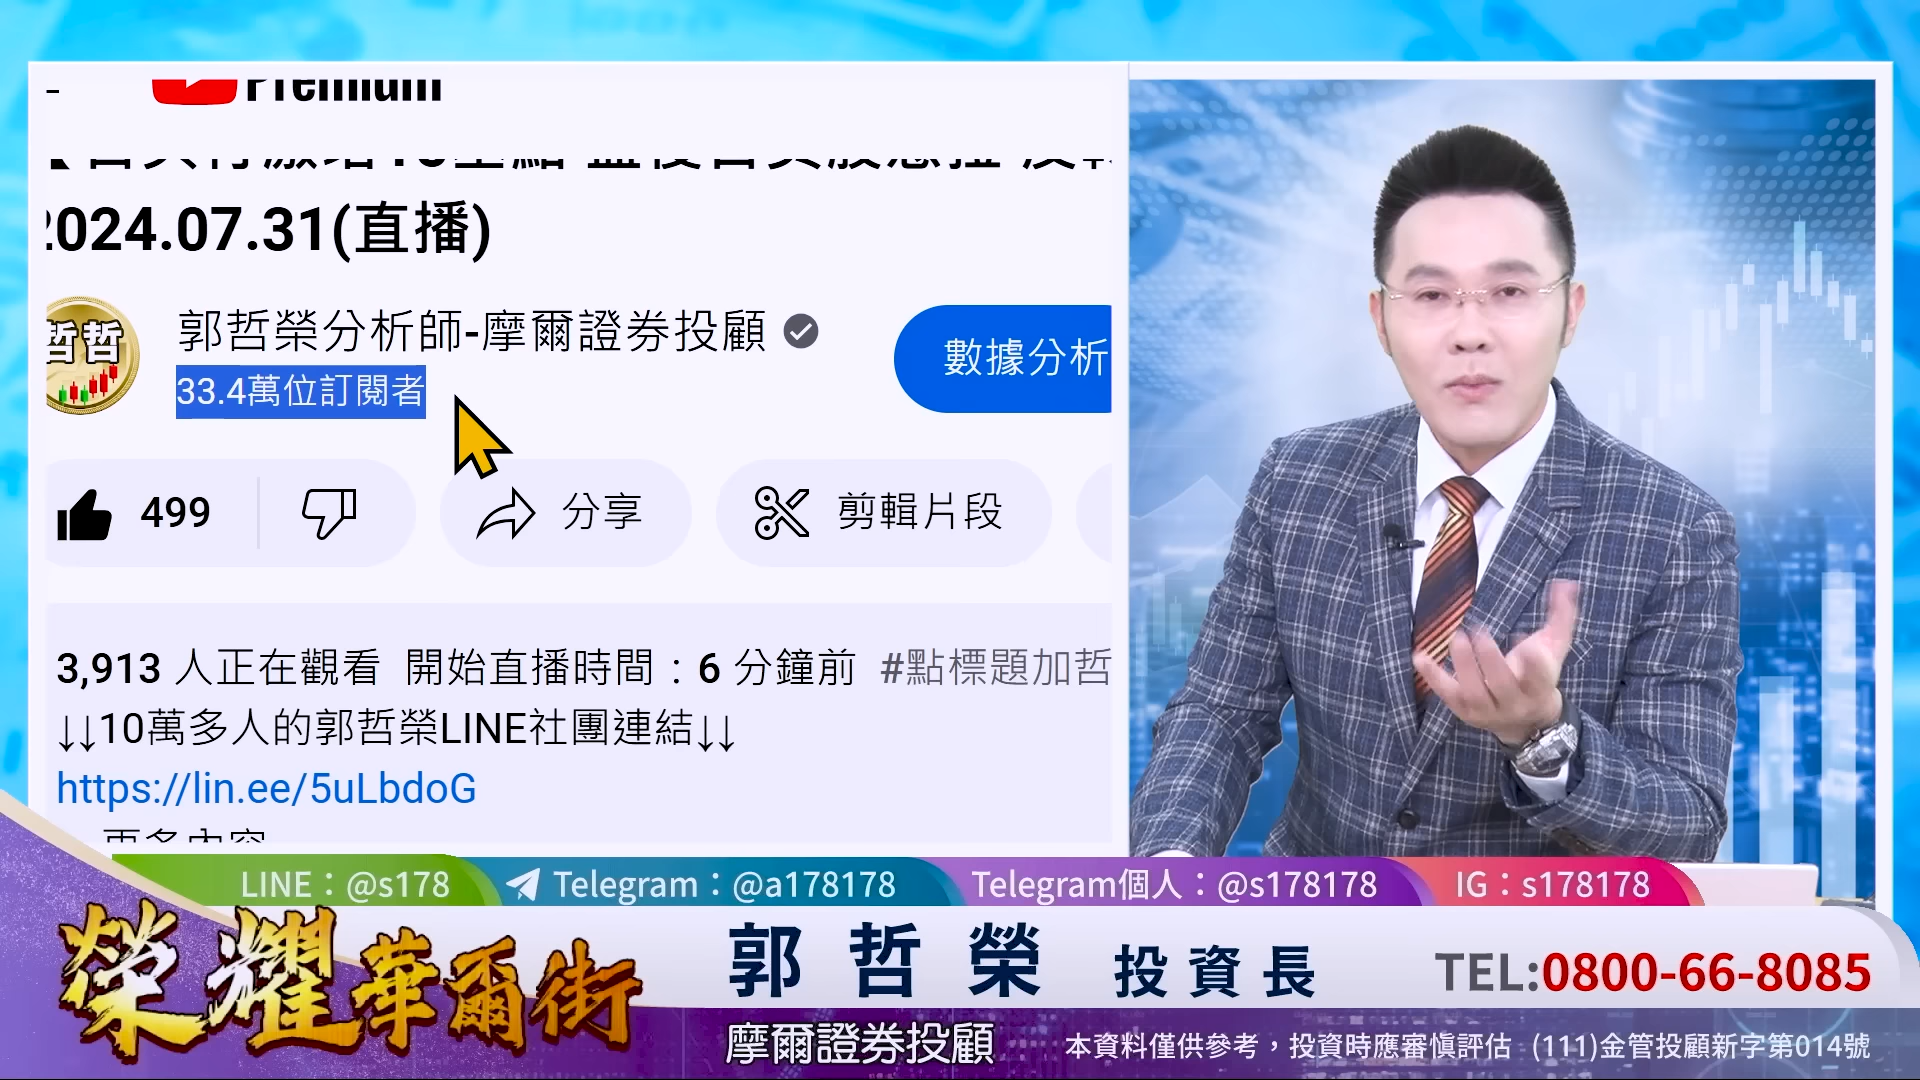 Premium
2024.07.31(直播)
哲哲
郭哲榮分析師-摩爾證券投顧
33.4萬位訂閱者
數據分析
499
分享
剪輯片段
3,913 人正在觀看 開始直播時間：6 分鐘前 #點標題加哲
↓↓10萬多人的郭哲榮LINE社團連結↓↓
https://lin.ee/5uLbdoG
更多內容
LINE：@s178
Telegram：@a178178
Telegram個人：@s178178
IG：s178178
榮耀華爾街
郭哲榮 投資長
TEL:0800-66-8085
摩爾證券投顧
本資料僅供參考，投資時應審慎評估 (111)金管投顧新字第014號